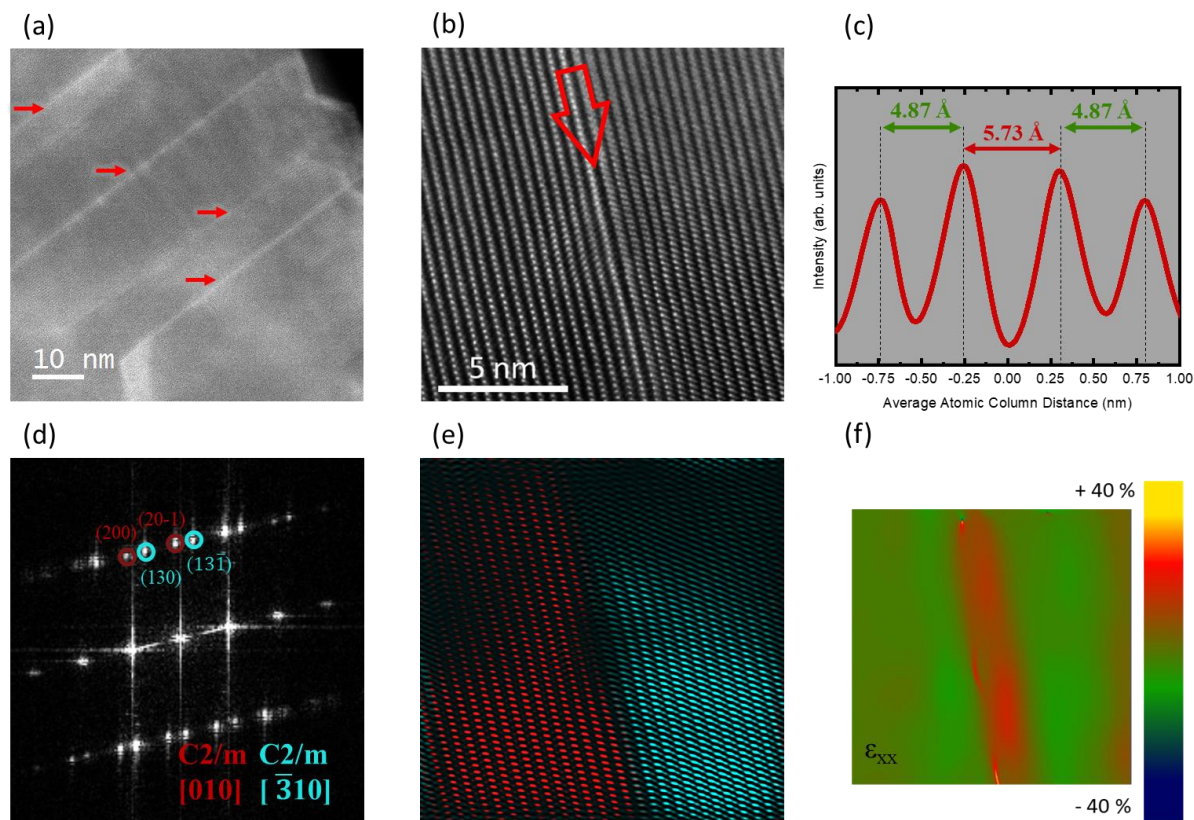 (a)
10 nm
(b)
5 nm
(c)
4.87 Å
4.87 Å
5.73 Å
Intensity (arb. units)
-1.00 -0.75 -0.50 -0.25 0.00 0.25 0.50 0.75 1.00
Average Atomic Column Distance (nm)
(d)
(200)
(20-1)
(130)
(131̅)
C2/m C2/m
[010] [3̅10]
(e)
(f)
+ 40 %
εxx
- 40 %